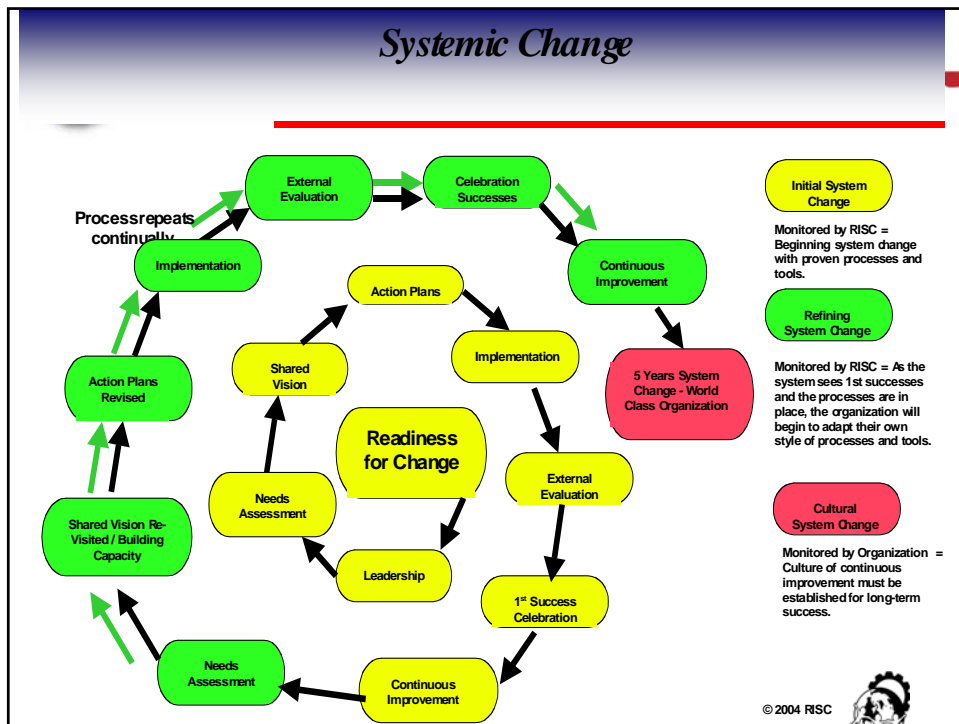 Systemic Change
External
Evaluation
Celebration
Successes
Process repeats
continually
Implementation
Continuous
Improvement
Action Plans
Implementation
Shared
Vision
Action Plans
Revised
5 Years System
Change - World
Class Organization
Readiness
for Change
External
Evaluation
Needs
Assessment
Shared Vision Re-
Visited / Building
Capacity
Leadership
1st Success
Celebration
Needs
Assessment
Continuous
Improvement
Initial System
Change
Monitored by RISC =
Beginning system change
with proven processes and
tools.
Refining
System Change
Monitored by RISC = As the
system sees 1st successes
and the processes are in
place, the organization will
begin to adapt their own
style of processes and tools.
Cultural
System Change
Monitored by Organization =
Culture of continuous
improvement must be
established for long-term
success.
© 2004 RISC